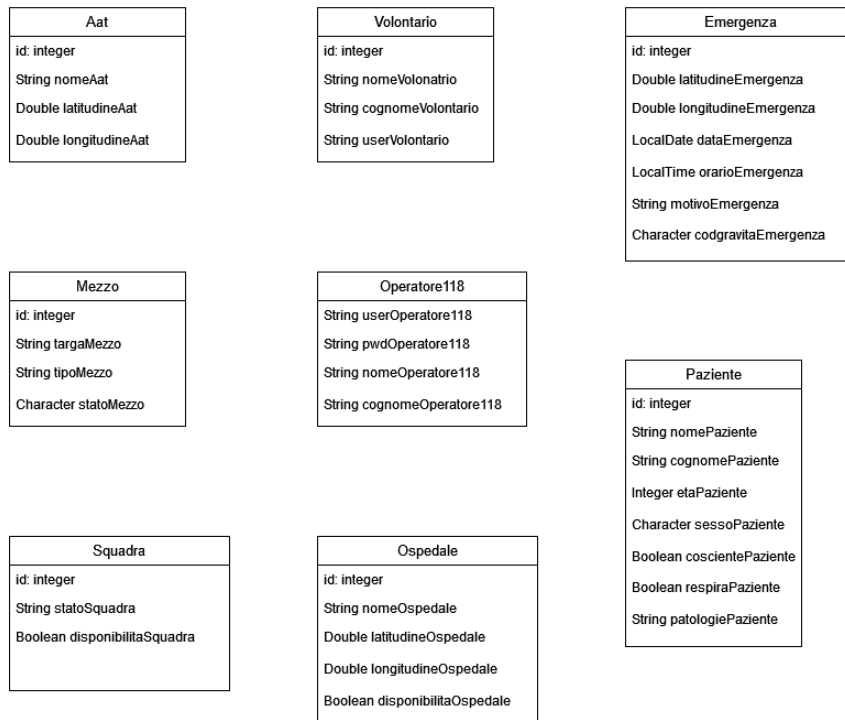 Aat
id: integer
String nomeAat
Double latitudineAat
Double longitudineAat
Volontario
id: integer
String nomeVolonatrio
String cognomeVolontario
String userVolontario
Emergenza
id: integer
Double latitudineEmergenza
Double longitudineEmergenza
LocalDate dataEmergenza
LocalTime orarioEmergenza
String motivoEmergenza
Character codgravitaEmergenza
Mezzo
id: integer
String targaMezzo
String tipoMezzo
Character statoMezzo
Operatore118
String userOperatore118
String pwdOperatore118
String nomeOperatore118
String cognomeOperatore118
Paziente
id: integer
String nomePaziente
String cognomePaziente
Integer etaPaziente
Character sessoPaziente
Boolean coscientePaziente
Boolean respiraPaziente
String patologiePaziente
Squadra
id: integer
String statoSquadra
Boolean disponibilitaSquadra
Ospedale
id: integer
String nomeOspedale
Double latitudineOspedale
Double longitudineOspedale
Boolean disponibilitaOspedale